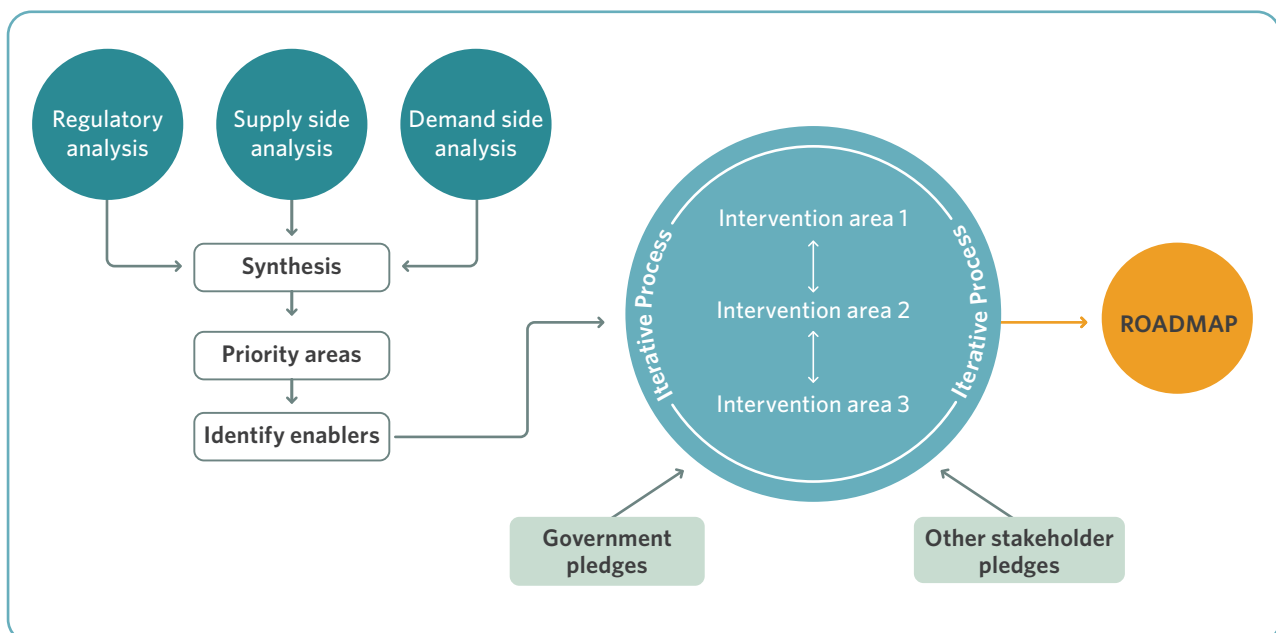 Regulatory
analysis
Supply side
analysis
Demand side
analysis
Synthesis
Priority areas
Identify enablers
Iterative Process
Intervention area 1
Intervention area 2
Intervention area 3
Iterative Process
ROADMAP
Government
pledges
Other stakeholder
pledges